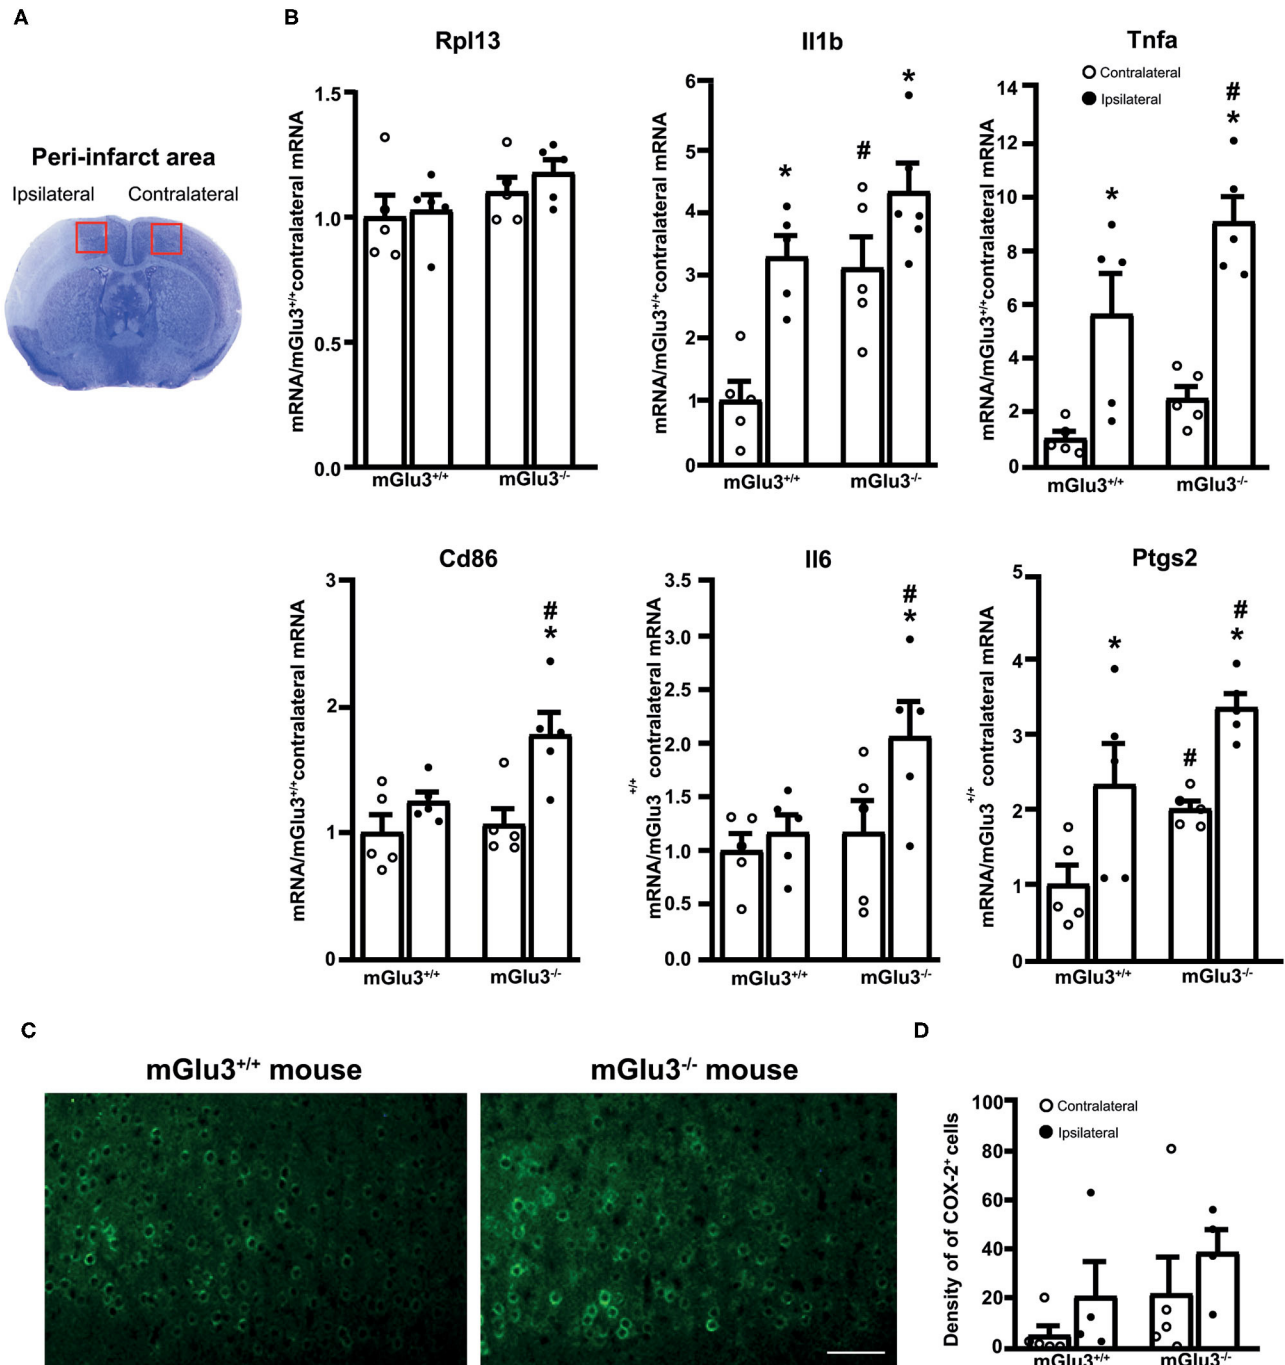 A
B
Peri-infarct area
Ipsilateral Contralateral
Rpl13
mRNA/mGlu3+/+contralateral mRNA
1.5
1.0
0.5
0.0
mGlu3+/+ mGlu3-/-
Il1b
mRNA/mGlu3+/+contralateral mRNA
6
5
4
3
2
1
0
*
#
*
mGlu3+/+ mGlu3-/-
Tnfa
Contralateral
Ipsilateral
mRNA/mGlu3+/+contralateral mRNA
14
12
10
8
6
4
2
0
*
#
*
mGlu3+/+ mGlu3-/-
Cd86
mRNA/mGlu3+/+contralateral mRNA
3
2
1
0
#
*
mGlu3+/+ mGlu3-/-
Il6
mRNA/mGlu3+/+ contralateral mRNA
3.5
3.0
2.5
2.0
1.5
1.0
0.5
0.0
#
*
mGlu3+/+ mGlu3-/-
Ptgs2
mRNA/mGlu3+/+ contralateral mRNA
5
4
3
2
1
0
*
#
#
*
mGlu3+/+ mGlu3-/-
C
mGlu3+/+ mouse mGlu3-/- mouse
D
Density of of COX-2+ cells
100
80
60
40
20
0
Contralateral
Ipsilateral
mGlu3+/+ mGlu3-/-